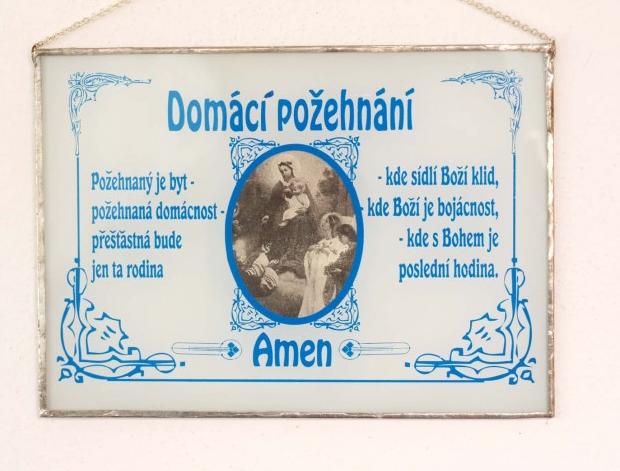 Domácí požehnání
Požehnaný je byt -
požehnaná domácnost -
přešťastná bude
jen ta rodina
- kde sídlí Boží klid,
- kde Boží je bojácnost,
- kde s Bohem je
poslední hodina.
Amen